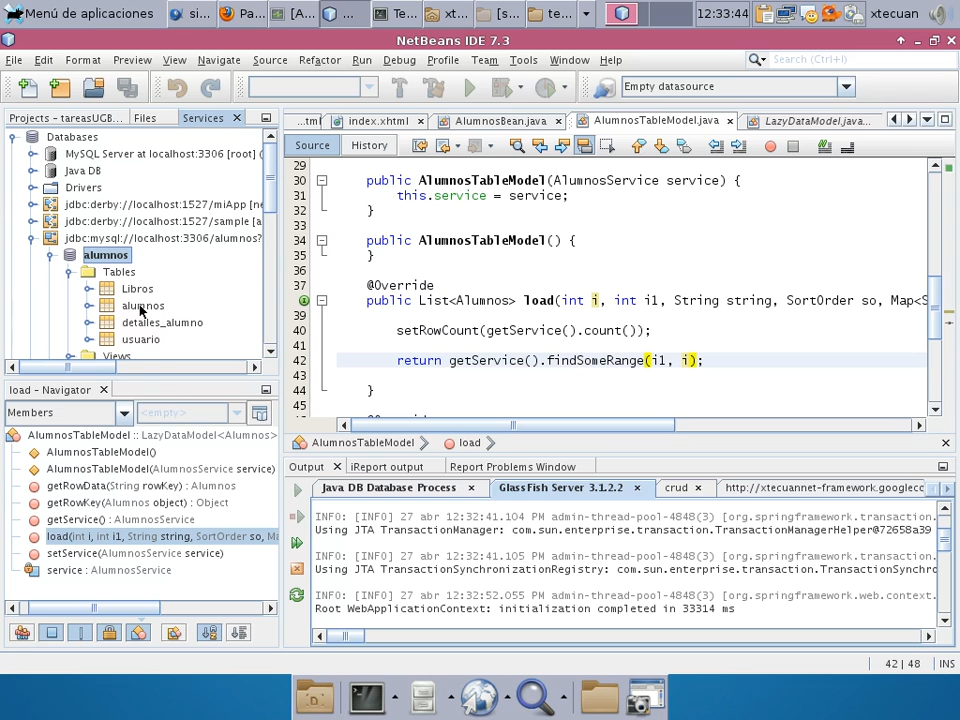 Menú de aplicaciones
si...
Pa...
[A...
...
Te...
xt...
[s...
te...
12:33:44
xtecuan
NetBeans IDE 7.3
File Edit Format Preview View Navigate Source Refactor Run Debug Profile Team Tools Window Help
Search (Ctrl+I)
Empty datasource
Projects - tareasUGB...
Files
Services
...tml
index.xhtml
AlumnosBean.java
AlumnosTableModel.java
LazyDataModel.java...
Source
History
Databases
MySQL Server at localhost:3306 [root] (
Java DB
Drivers
jdbc:derby://localhost:1527/miApp [ne
jdbc:derby://localhost:1527/sample [a
jdbc:mysql://localhost:3306/alumnos?
alumnos
Tables
Libros
alumnos
detalles_alumno
usuario
Views
29
30 public AlumnosTableModel(AlumnosService service) {
31 this.service = service;
32 }
33
34 public AlumnosTableModel() {
35 }
36
37 @Override
public List<Alumnos> load(int i, int i1, String string, SortOrder so, Map<S
39
40 setRowCount(getService().count());
41
42 return getService().findSomeRange(i1, i);
43
44 }
45
load - Navigator
Members
<empty>
AlumnosTableModel :: LazyDataModel<Alumnos>
AlumnosTableModel()
AlumnosTableModel(AlumnosService service)
getRowData(String rowKey) : Alumnos
getRowKey(Alumnos object) : Object
getService() : AlumnosService
load(int i, int i1, String string, SortOrder so, Ma
setService(AlumnosService service)
service : AlumnosService
AlumnosTableModel
load
Output
iReport output
Report Problems Window
Java DB Database Process
GlassFish Server 3.1.2.2
crud
http://xtecuannet-framework.googlecc
INFO: [INFO] 27 abr 12:32:41.104 PM admin-thread-pool-4848(3) [org.springframework.transaction.
Using JTA TransactionManager: com.sun.enterprise.transaction.TransactionManagerHelper@72658a39
INFO: [INFO] 27 abr 12:32:41.105 PM admin-thread-pool-4848(3) [org.springframework.transaction.
Using JTA TransactionSynchronizationRegistry: com.sun.enterprise.transaction.TransactionSynchro
INFO: [INFO] 27 abr 12:32:52.055 PM admin-thread-pool-4848(3) [org.springframework.web.context.
Root WebApplicationContext: initialization completed in 33314 ms
42 | 48
INS